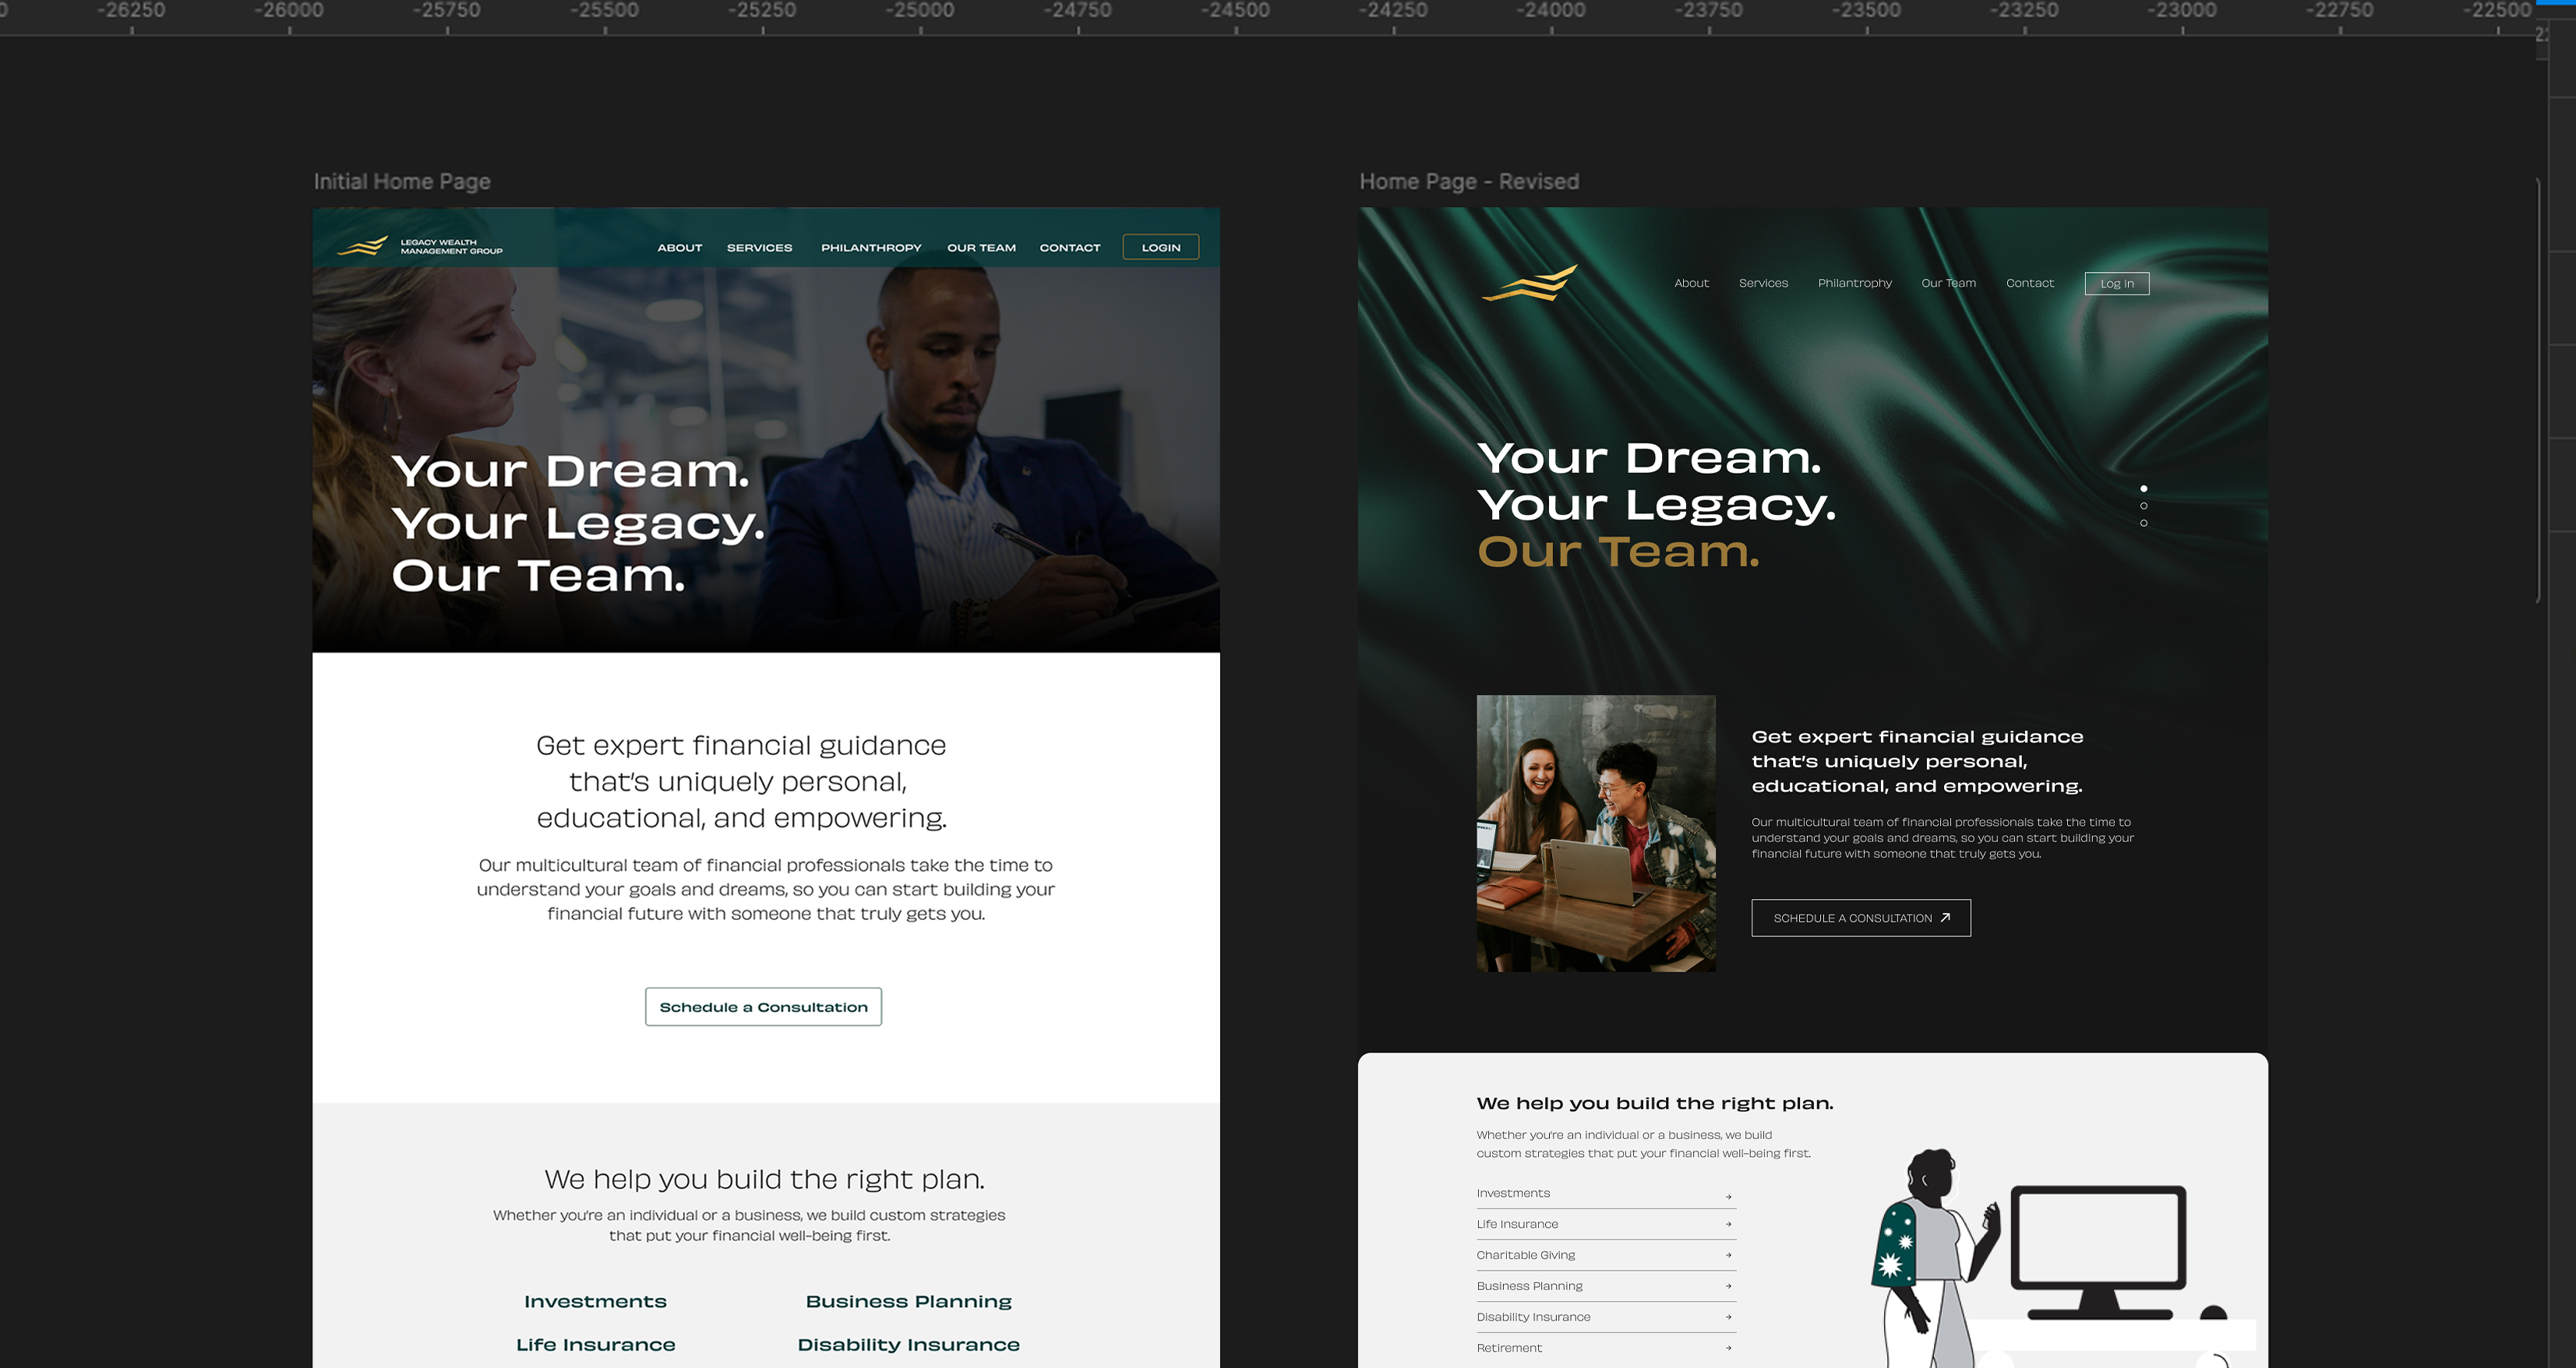 -26250 -26000 -25750 -25500 -25250 -25000 -24750 -24500 -24250 -24000 -23750 -23500 -23250 -23000 -22750 -22500
Initial Home Page
LEGACY WEALTH
MANAGEMENT GROUP
ABOUT SERVICES PHILANTHROPY OUR TEAM CONTACT LOGIN
Your Dream.
Your Legacy.
Our Team.
Get expert financial guidance
that's uniquely personal,
educational, and empowering.
Our multicultural team of financial professionals take the time to
understand your goals and dreams, so you can start building your
financial future with someone that truly gets you.
Schedule a Consultation
We help you build the right plan.
Whether you're an individual or a business, we build custom strategies
that put your financial well-being first.
Investments Business Planning
Life Insurance Disability Insurance
Home Page - Revised
About Services Philantrophy Our Team Contact Log In
Your Dream.
Your Legacy.
Our Team.
Get expert financial guidance
that's uniquely personal,
educational, and empowering.
Our multicultural team of financial professionals take the time to
understand your goals and dreams, so you can start building your
financial future with someone that truly gets you.
SCHEDULE A CONSULTATION
We help you build the right plan.
Whether you're an individual or a business, we build
custom strategies that put your financial well-being first.
Investments
Life Insurance
Charitable Giving
Business Planning
Disability Insurance
Retirement